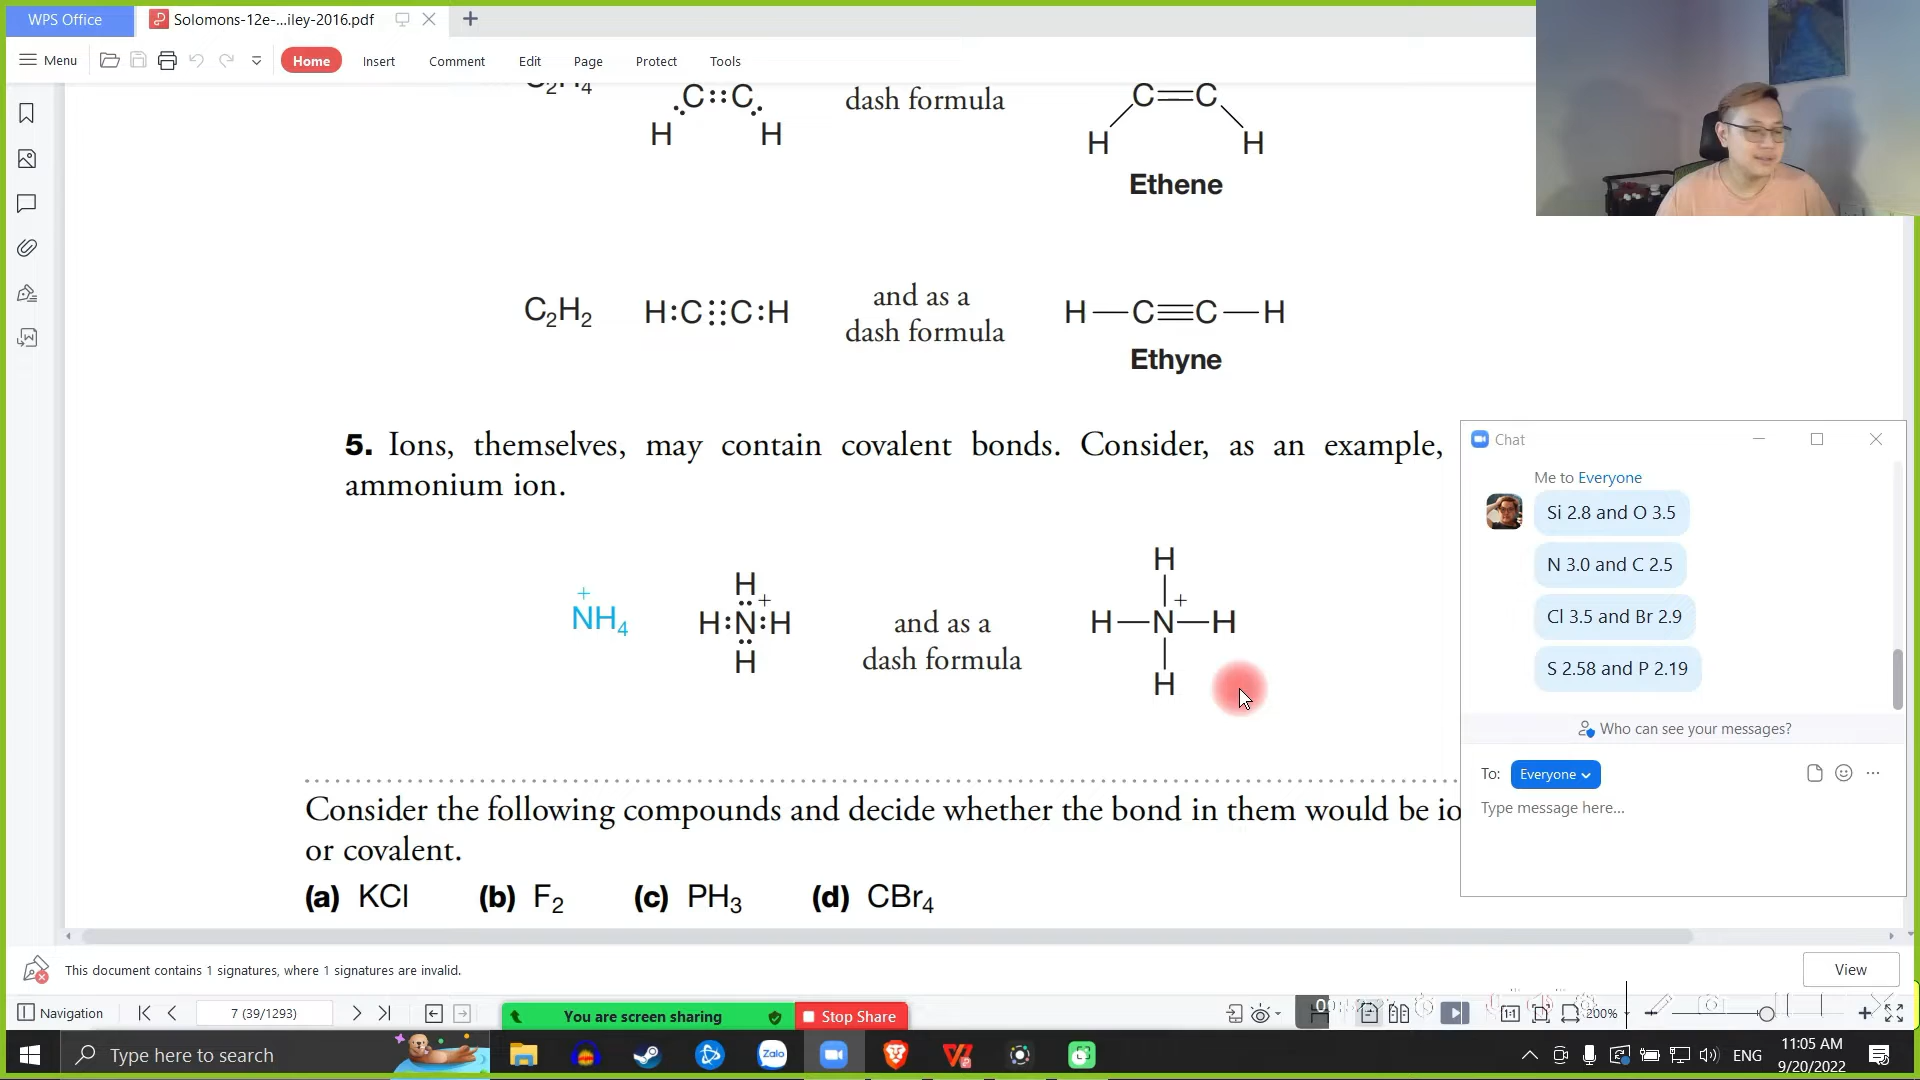 WPS Office
Solomons-12e-...iley-2016.pdf
Menu
Home
Insert
Comment
Edit
Page
Protect
Tools
C2H4
C::C
H H
dash formula
C=C
H H
Ethene
C2H2
H:C:::C:H
and as a
dash formula
H—C≡C—H
Ethyne
5. Ions, themselves, may contain covalent bonds. Consider, as an example,
ammonium ion.
+
NH4
H
+
H:N:H
H
and as a
dash formula
H
+
H—N—H
H
Consider the following compounds and decide whether the bond in them would be io
or covalent.
(a) KCl (b) F2 (c) PH3 (d) CBr4
Chat
Me to Everyone
Si 2.8 and O 3.5
N 3.0 and C 2.5
Cl 3.5 and Br 2.9
S 2.58 and P 2.19
Who can see your messages?
To: Everyone
Type message here...
This document contains 1 signatures, where 1 signatures are invalid.
View
Navigation
7 (39/1293)
You are screen sharing
Stop Share
1:1
200%
Type here to search
Zalo
ENG
11:05 AM
9/20/2022